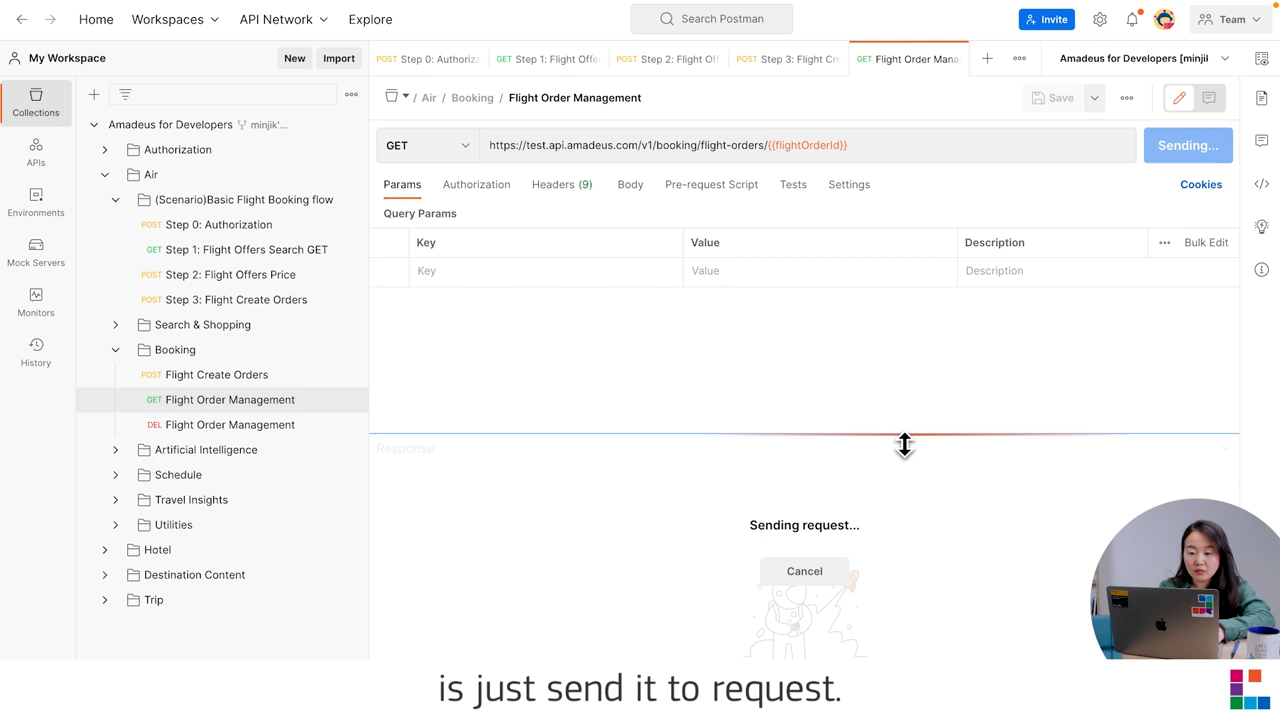 Home Workspaces API Network Explore Search Postman Invite Team
My Workspace New Import POST Step 0: Authoriza GET Step 1: Flight Offe POST Step 2: Flight Of POST Step 3: Flight Cr GET Flight Order Mana Amadeus for Developers [minjil
Collections
APIs
Environments
Mock Servers
Monitors
History
Amadeus for Developers minjik'...
Authorization
Air
(Scenario)Basic Flight Booking flow
POST Step 0: Authorization
GET Step 1: Flight Offers Search GET
POST Step 2: Flight Offers Price
POST Step 3: Flight Create Orders
Search & Shopping
Booking
POST Flight Create Orders
GET Flight Order Management
DEL Flight Order Management
Artificial Intelligence
Schedule
Travel Insights
Utilities
Hotel
Destination Content
Trip
/ Air / Booking / Flight Order Management Save
GET https://test.api.amadeus.com/v1/booking/flight-orders/{{flightOrderId}} Sending...
Params Authorization Headers (9) Body Pre-request Script Tests Settings Cookies
Query Params
Key Value Description Bulk Edit
Key Value Description
Response
Sending request...
Cancel
is just send it to request.